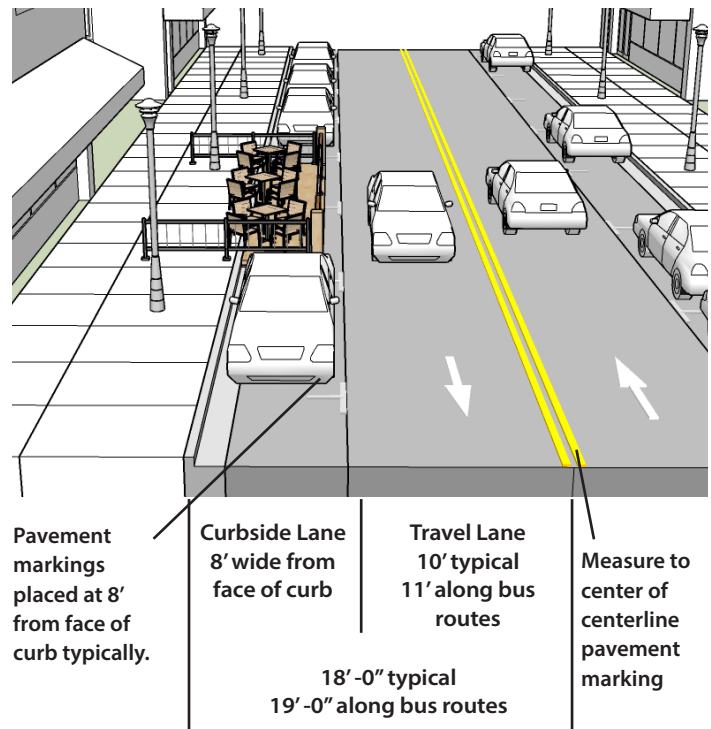 Pavement
markings
placed at 8’
from face of
curb typically.
Curbside Lane
8’ wide from
face of curb
Travel Lane
10’ typical
11’ along bus
routes
Measure to
center of
centerline
pavement
marking
18’-0” typical
19’-0” along bus routes